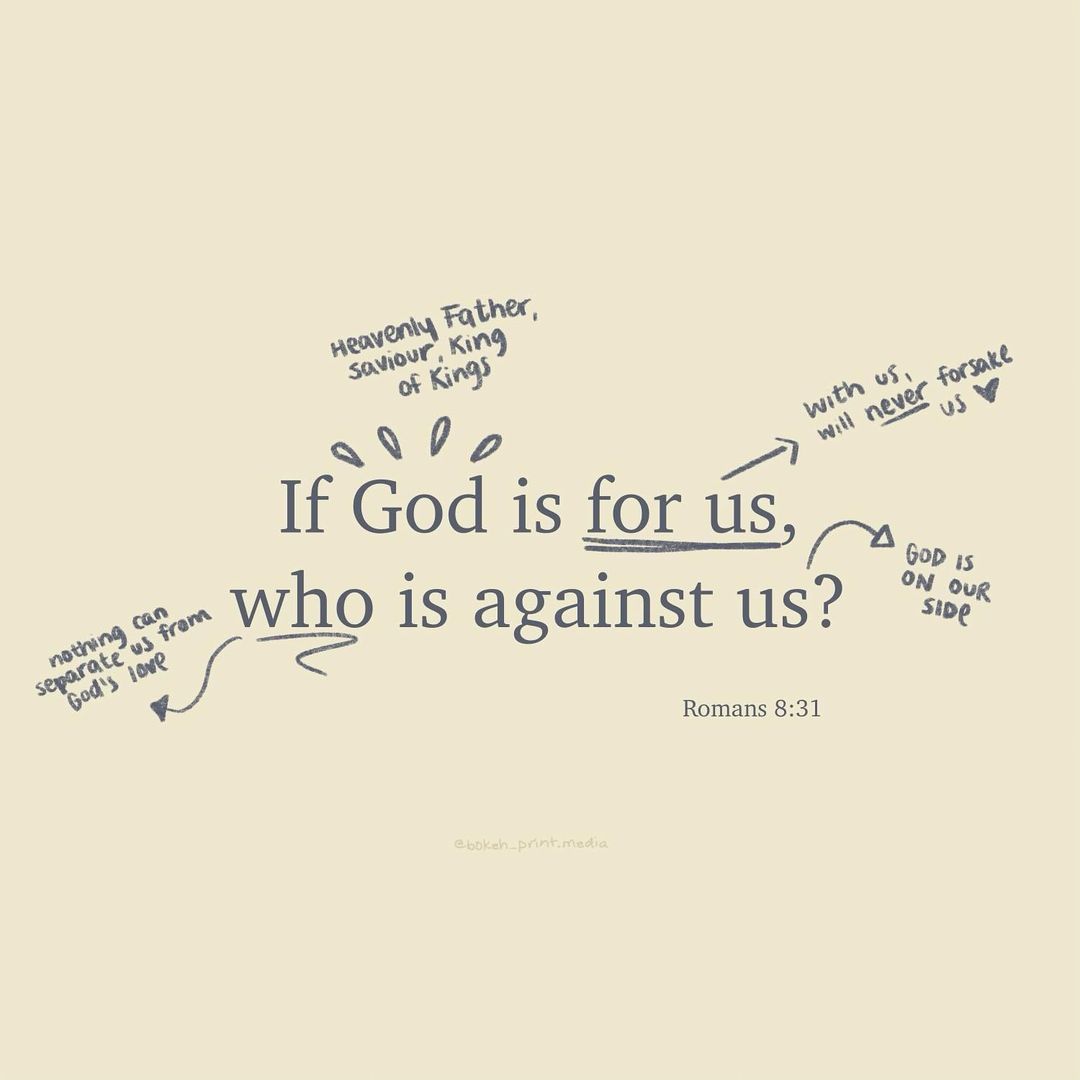 Heavenly Father,
saviour, King
of Kings
with us,
will never forsake
us
If God is for us,
who is against us?
GOD IS
ON OUR
SIDE
nothing can
separate us from
God's love
Romans 8:31
@bokeh_print.media